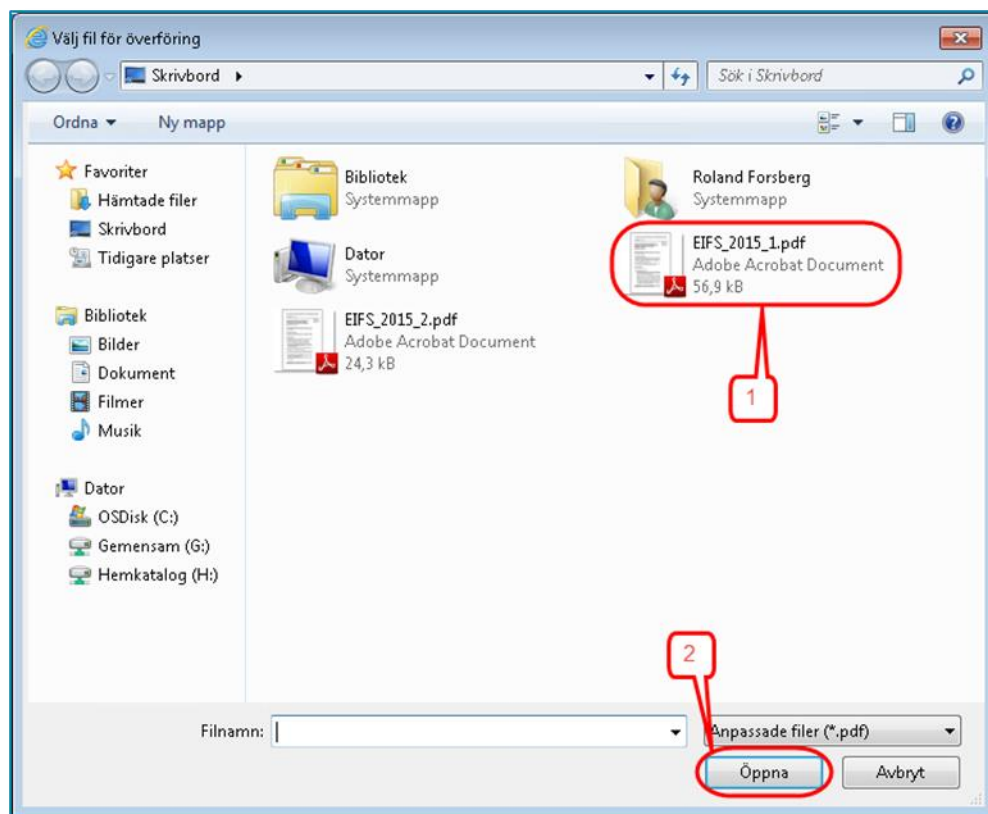 Välj fil för överföring
Skrivbord
Sök i Skrivbord
Ordna
Ny mapp
Favoriter
Hämtade filer
Skrivbord
Tidigare platser
Bibliotek
Bilder
Dokument
Filmer
Musik
Dator
OSDisk (C:)
Gemensam (G:)
Hemkatalog (H:)
Bibliotek
Systemmapp
Roland Forsberg
Systemmapp
Dator
Systemmapp
EIFS_2015_1.pdf
Adobe Acrobat Document
56,9 kB
EIFS_2015_2.pdf
Adobe Acrobat Document
24,3 kB
1
2
Filnamn:
Anpassade filer (*.pdf)
Öppna
Avbryt